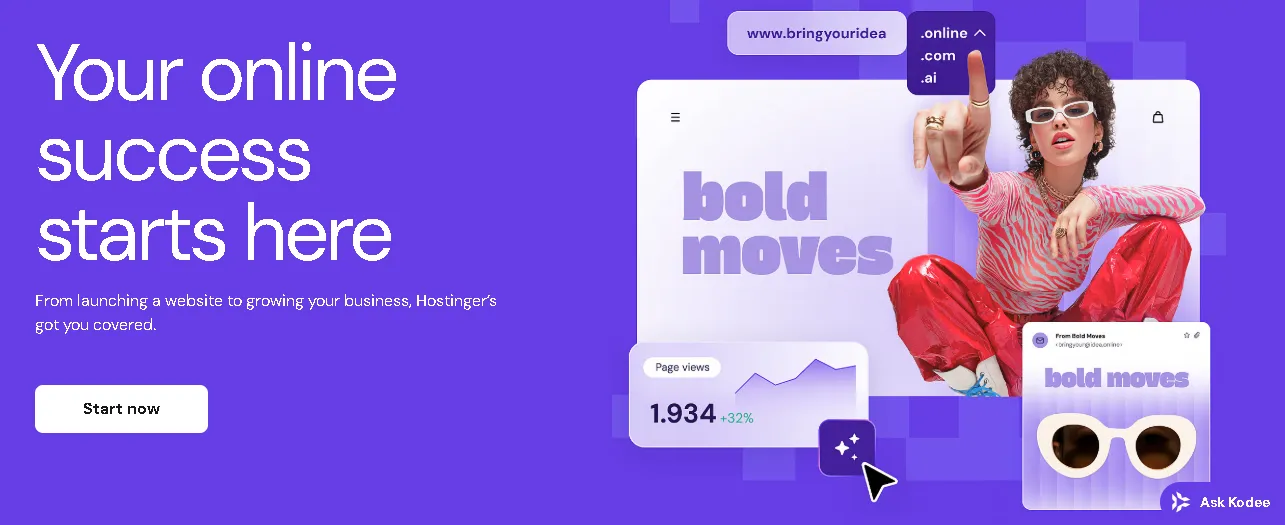 Your online
success
starts here
From launching a website to growing your business, Hostinger's
got you covered.
Start now
www.bringyouridea
.online
.com
.ai
bold
moves
Page views
1.934 +32%
From Bold Moves
<bringyour@idea.online>
bold moves
Ask Kodee